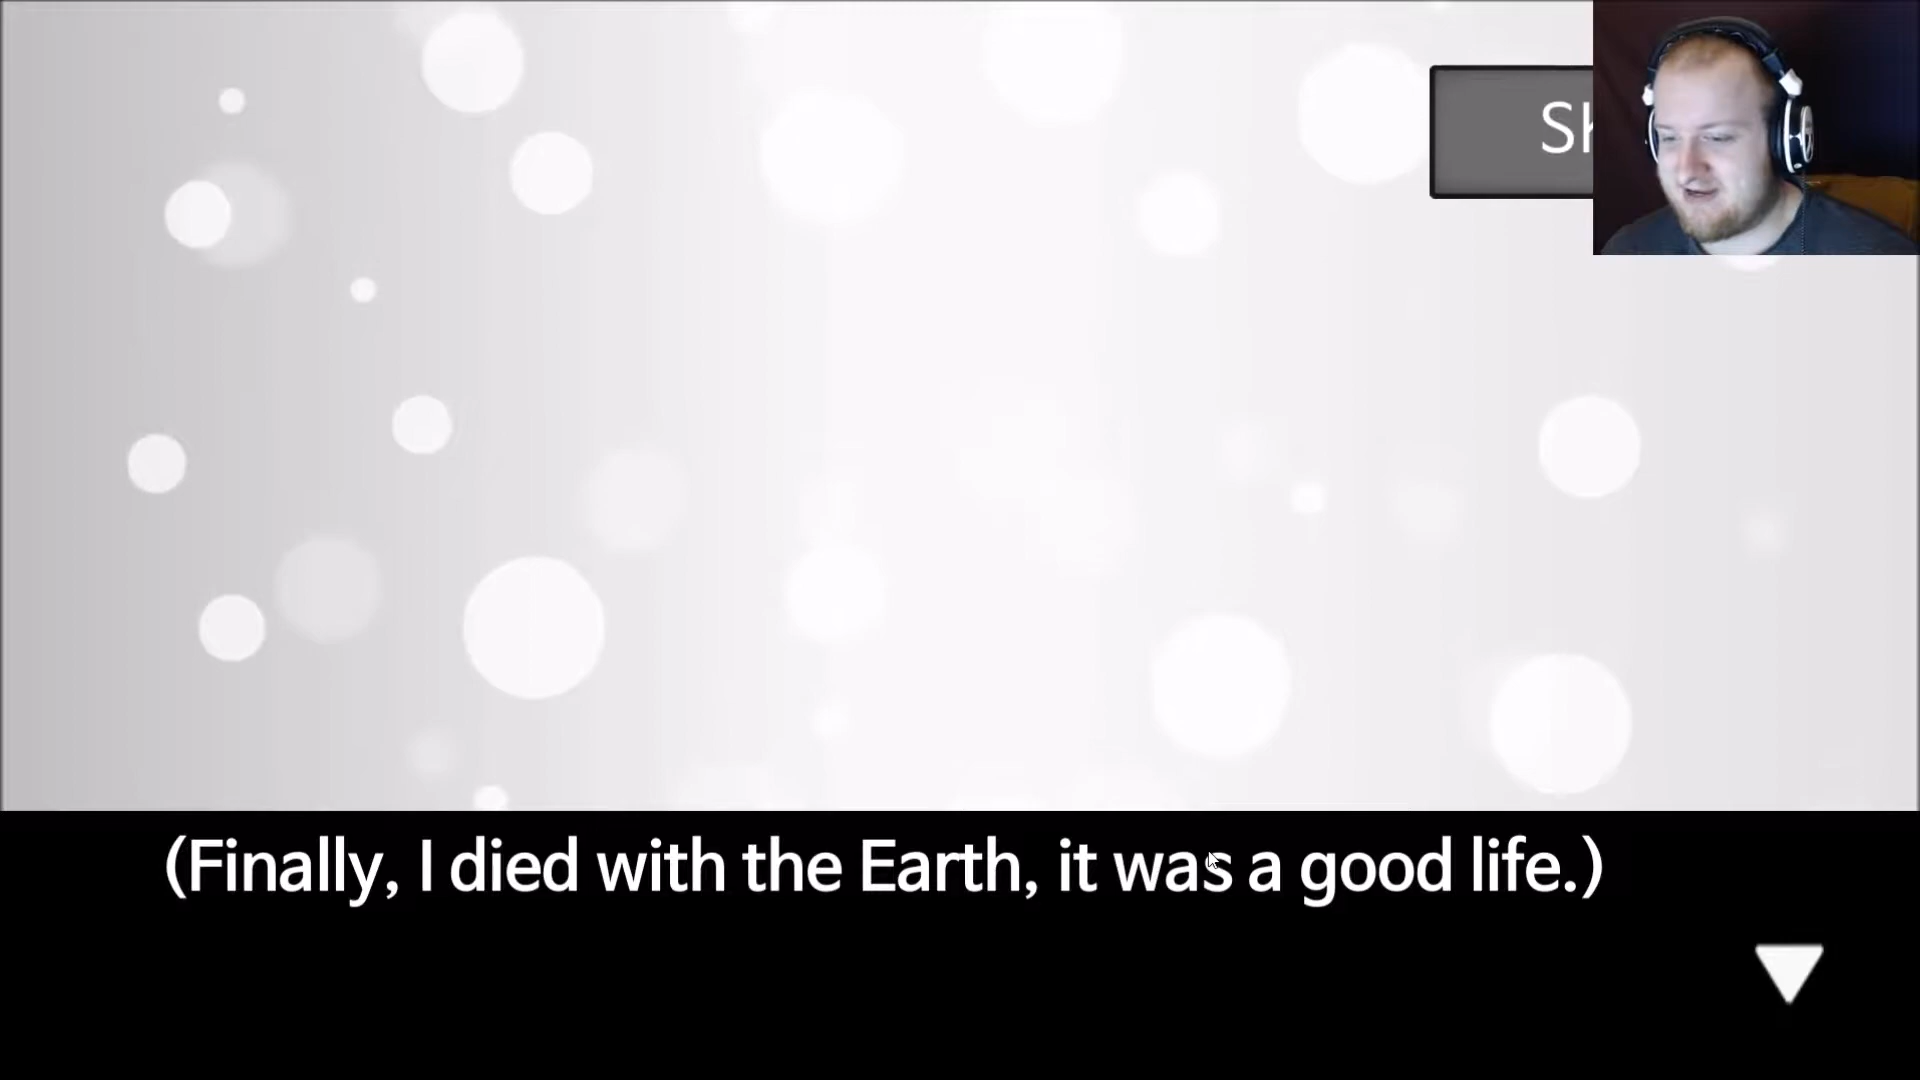 (Finally, I died with the Earth, it was a good life.)